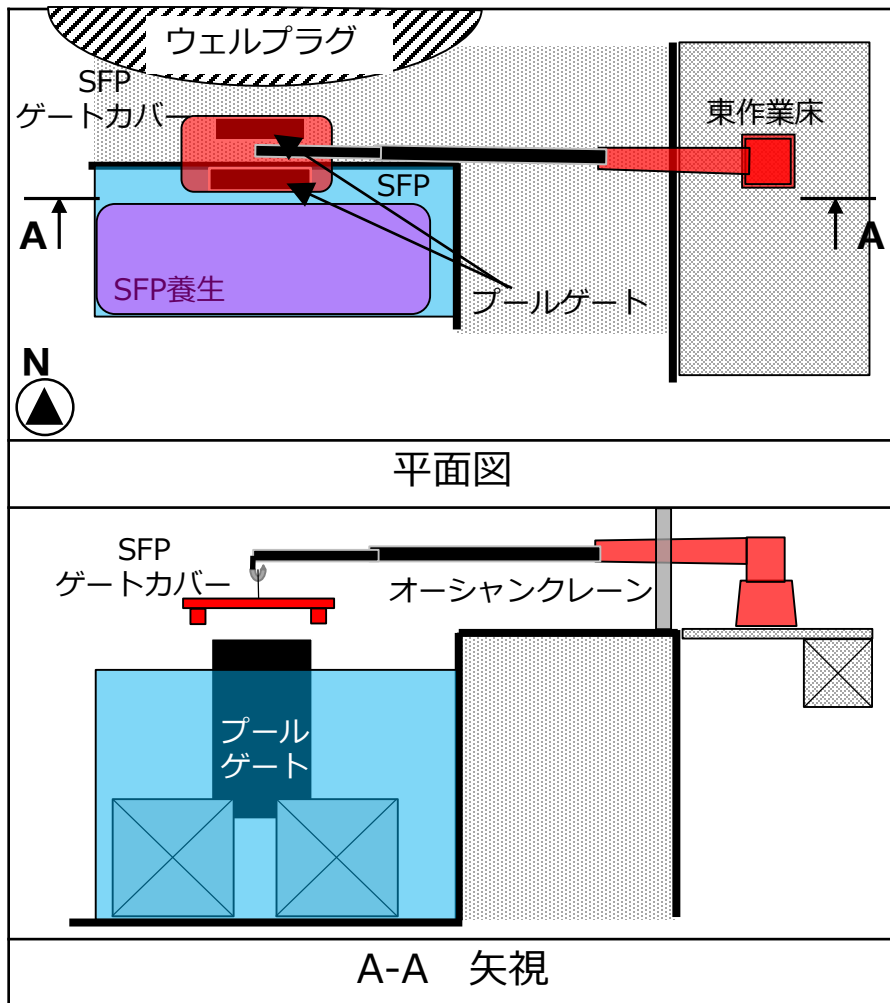 ウェルプラグ
SFP
ゲートカバー
東作業床
SFP
A
A
SFP養生
プールゲート
N
平面図
SFP
ゲートカバー
オーシャンクレーン
プール
ゲート
A-A 矢視